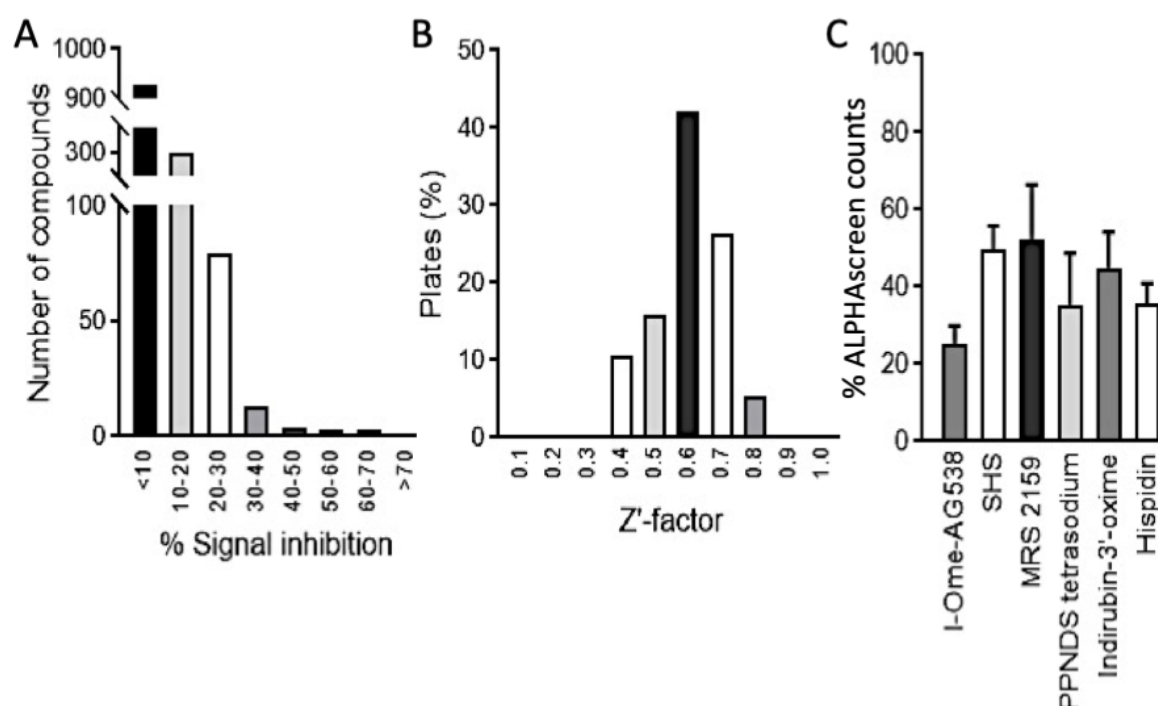 A
Number of compounds
1000
900
300
100
50
0
<10
10-20
20-30
30-40
40-50
50-60
60-70
>70
% Signal inhibition
B
Plates (%)
50
40
30
20
10
0
0.1
0.2
0.3
0.4
0.5
0.6
0.7
0.8
0.9
1.0
Z'-factor
C
% ALPHAscreen counts
100
80
60
40
20
0
I-Ome-AG538
SHS
MRS 2159
PPNDS tetrasodium
Indirubin-3'-oxime
Hispidin